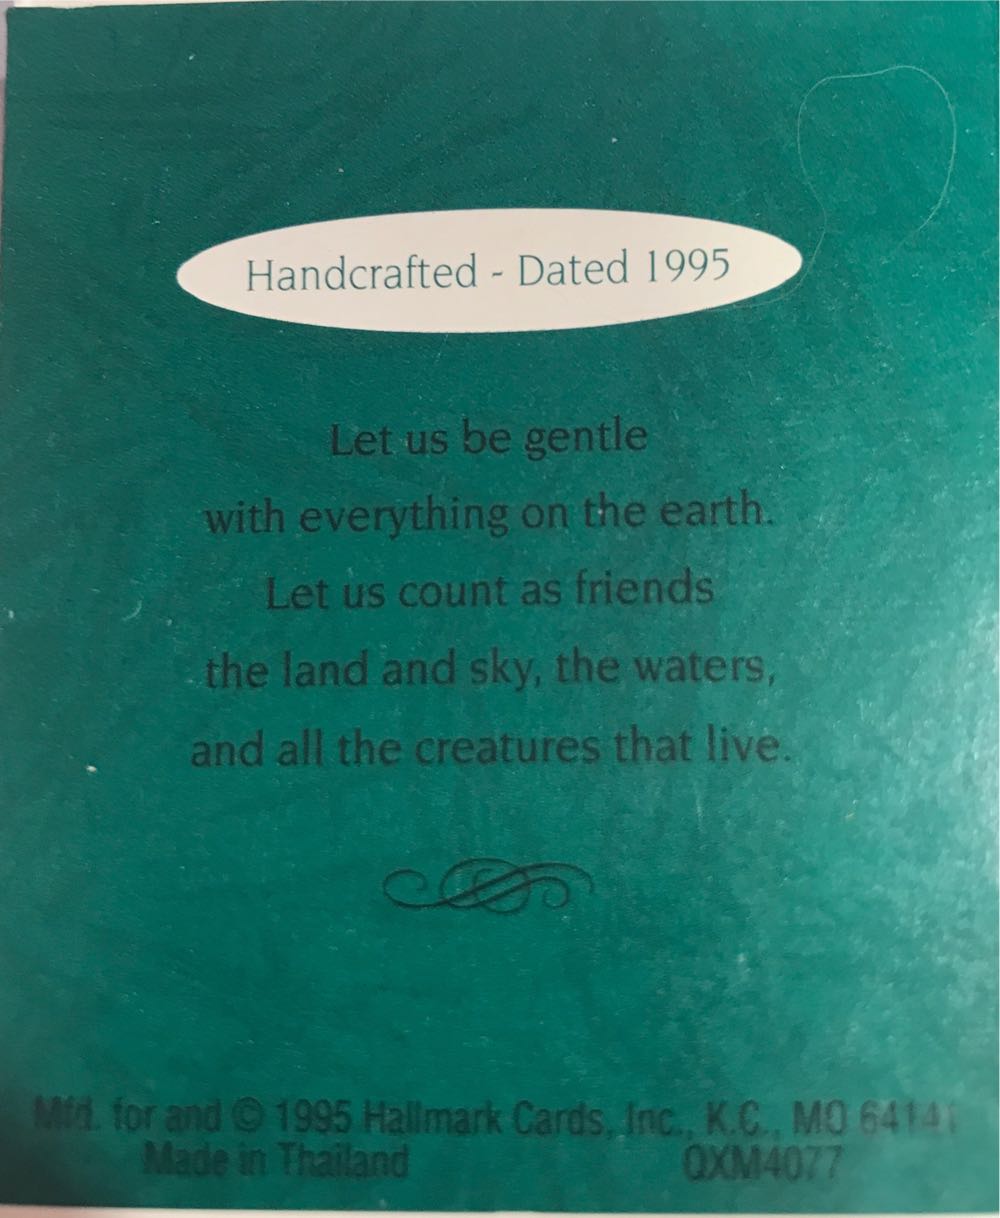 Handcrafted - Dated 1995
Let us be gentle
with everything on the earth.
Let us count as friends
the land and sky, the waters,
and all the creatures that live.
Mfd. for and © 1995 Hallmark Cards, Inc., K.C., MO 64141
Made in Thailand QXM4077